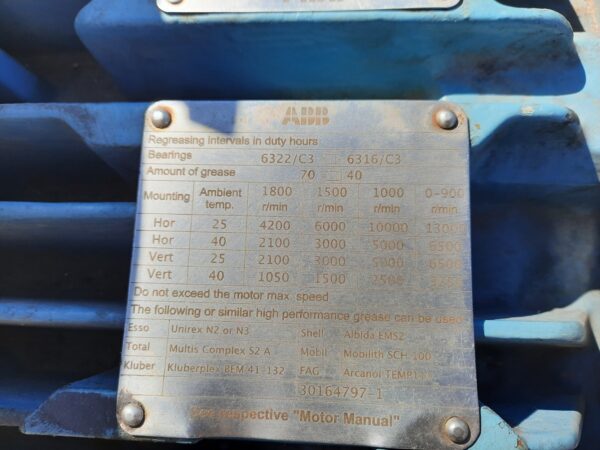 ABB
Regreasing intervals in duty hours
Bearings 6322/C3 6316/C3
Amount of grease 70 40
Mounting Ambient temp. 1800 r/min 1500 r/min 1000 r/min 0-900 r/min
Hor 25 4200 6000 10000 13000
Hor 40 2100 3000 5000 6500
Vert 25 2100 3000 5000 6500
Vert 40 1050 1500 2500
Do not exceed the motor max. speed
The following or similar high performance grease can be used
Esso Unirex N2 or N3 Shell Albida EMS2
Total Multis Complex S2 A Mobil Mobilith SCH 100
Kluber Kluberplex BEM 41-132 FAG Arcanol
30164797-1
See respective "Motor Manual"